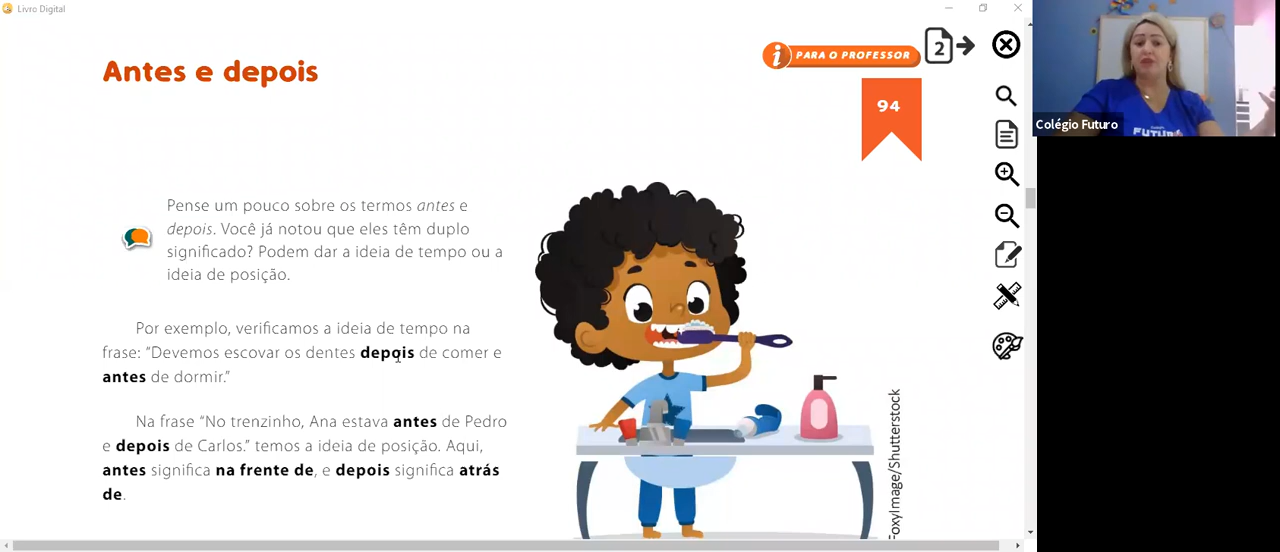 Livro Digital
Antes e depois
i PARA O PROFESSOR
2
94
Colégio Futuro
FUTURO
Pense um pouco sobre os termos antes e
depois. Você já notou que eles têm duplo
significado? Podem dar a ideia de tempo ou a
ideia de posição.
Por exemplo, verificamos a ideia de tempo na
frase: “Devemos escovar os dentes depois de comer e
antes de dormir.”
Na frase “No trenzinho, Ana estava antes de Pedro
e depois de Carlos.” temos a ideia de posição. Aqui,
antes significa na frente de, e depois significa atrás
de.
FoxyImage/Shutterstock